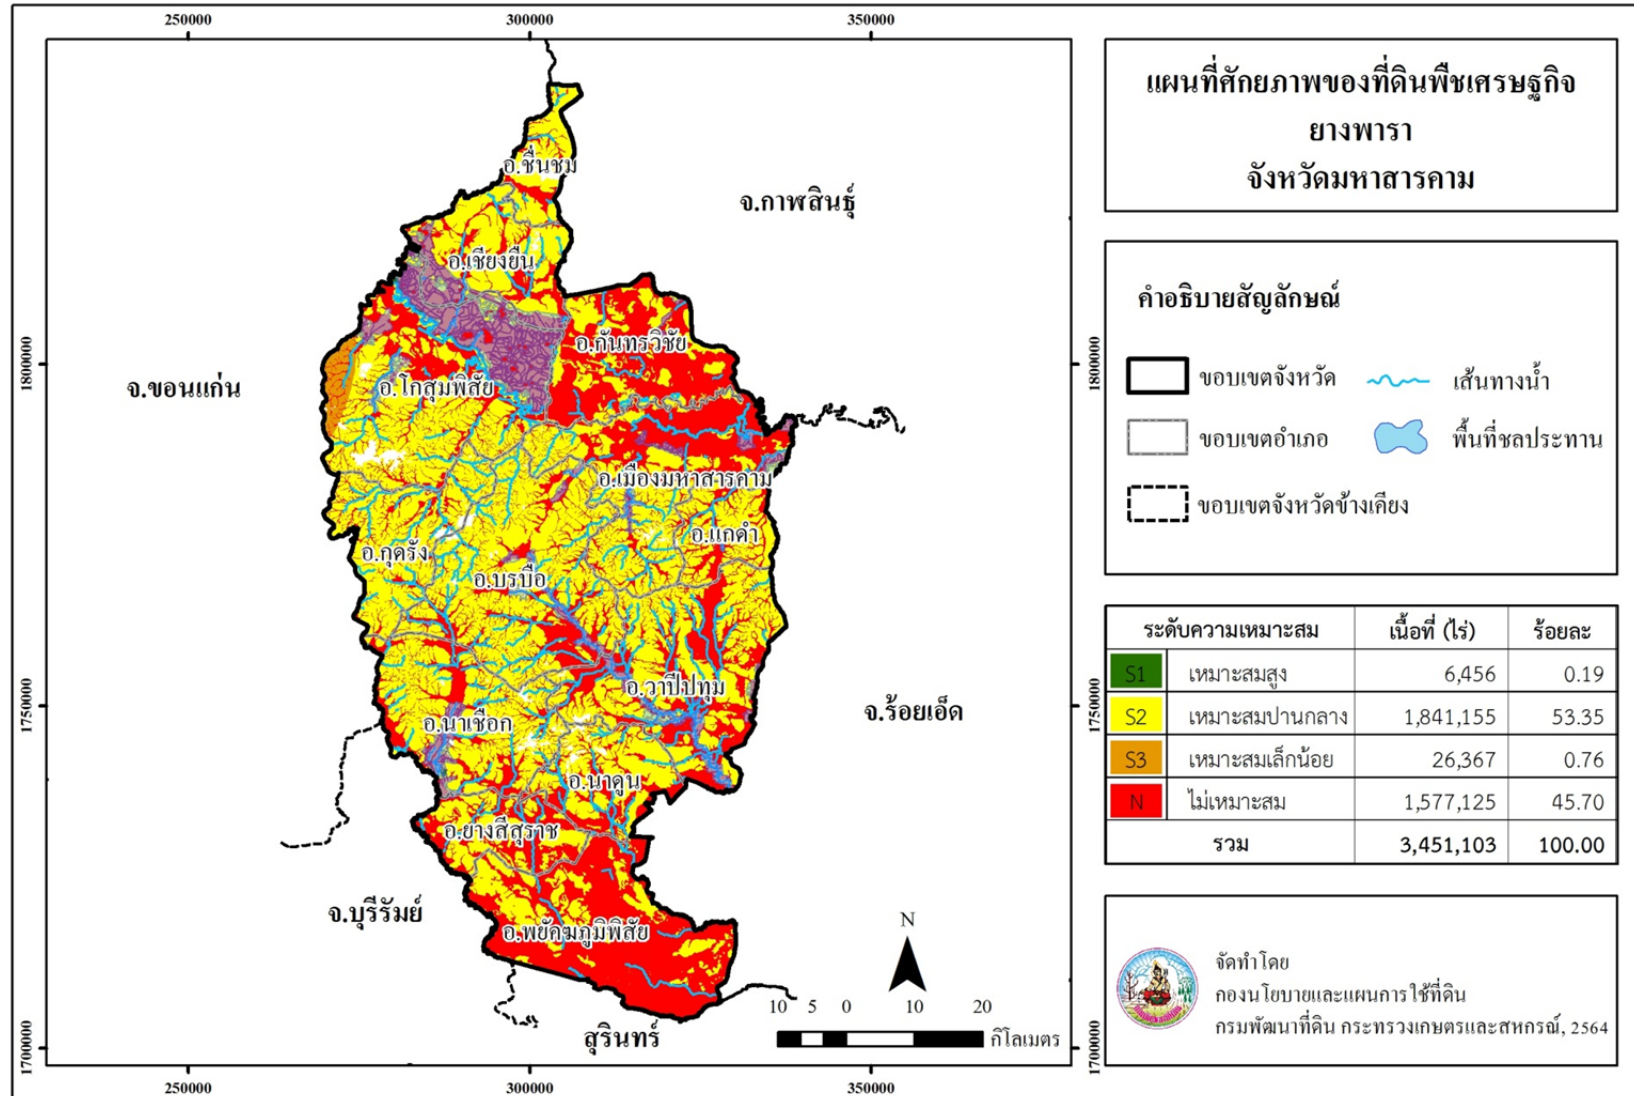 250000
300000
350000
แผนที่ศักยภาพของที่ดินพืชเศรษฐกิจ
ยางพารา
จังหวัดมหาสารคาม
อ.ชื่นชม
จ.กาฬสินธุ์
อ.เชียงยืน
อ.กันทรวิชัย
1800000
1800000
จ.ขอนแก่น
อ.โกสุมพิสัย
อ.เมืองมหาสารคาม
อ.แกดำ
อ.กุดรัง
อ.บรบือ
อ.วาปีปทุม
1750000
1750000
จ.ร้อยเอ็ด
อ.นาเชือก
อ.นาดูน
อ.ยางสีสุราช
จ.บุรีรัมย์
อ.พยัคฆภูมิพิสัย
N
10 5 0 10 20
กิโลเมตร
สุรินทร์
1700000
1700000
250000
300000
350000
คำอธิบายสัญลักษณ์
ขอบเขตจังหวัด
เส้นทางน้ำ
ขอบเขตอำเภอ
พื้นที่ชลประทาน
ขอบเขตจังหวัดข้างเคียง
ระดับความเหมาะสม เนื้อที่ (ไร่) ร้อยละ
S1 เหมาะสมสูง 6,456 0.19
S2 เหมาะสมปานกลาง 1,841,155 53.35
S3 เหมาะสมเล็กน้อย 26,367 0.76
N ไม่เหมาะสม 1,577,125 45.70
รวม 3,451,103 100.00
จัดทำโดย
กองนโยบายและแผนการใช้ที่ดิน
กรมพัฒนาที่ดิน กระทรวงเกษตรและสหกรณ์, 2564